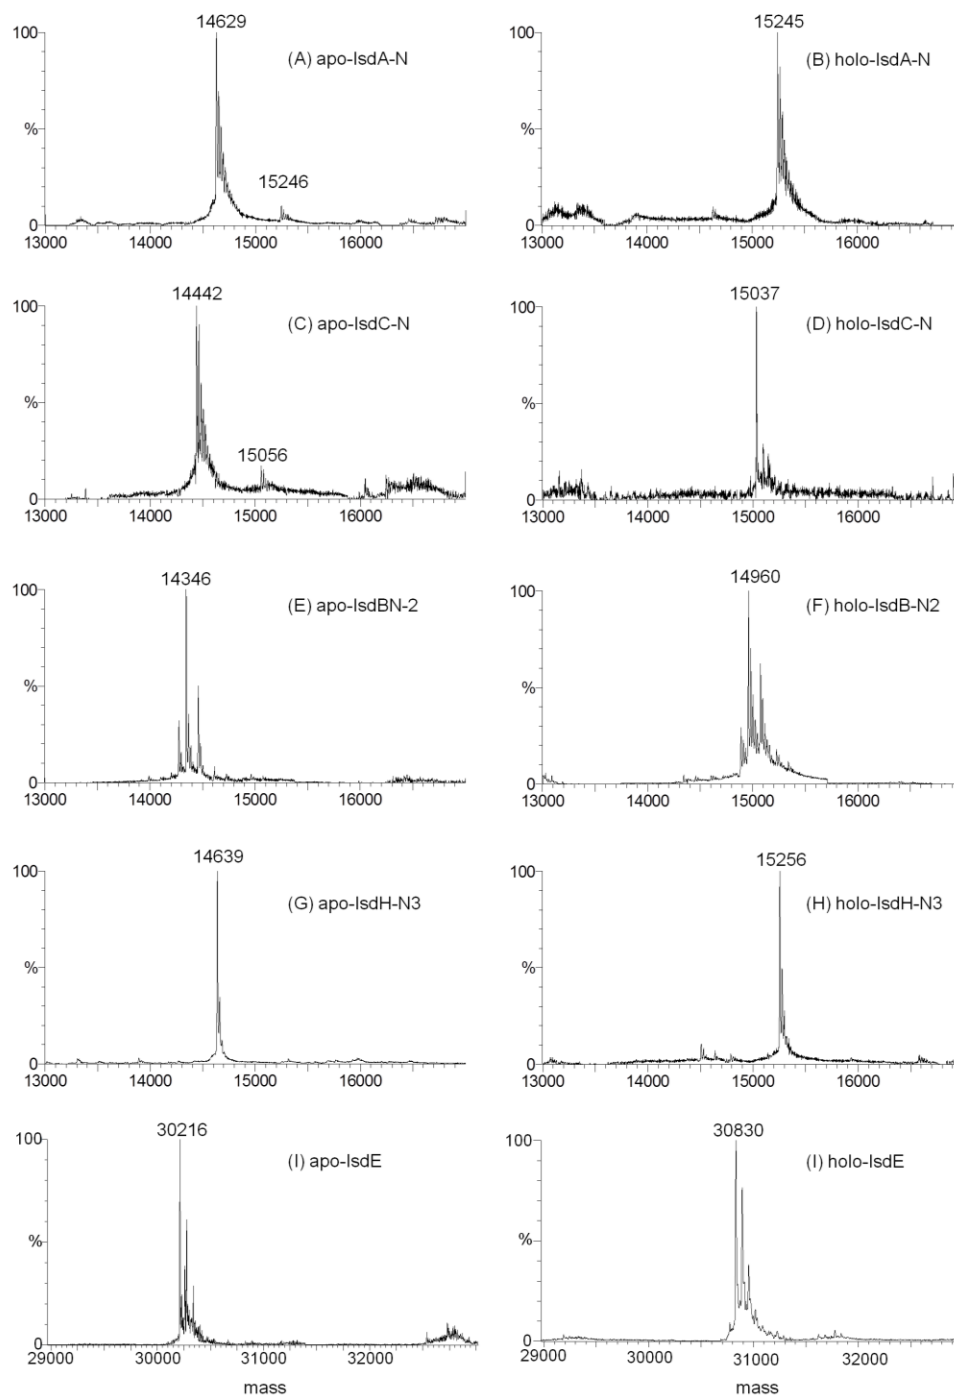 14629
100
(A) apo-IsdA-N
%
15246
0
13000 14000 15000 16000
15245
100
(B) holo-IsdA-N
%
0
13000 14000 15000 16000
14442
100
(C) apo-IsdC-N
%
15056
0
13000 14000 15000 16000
15037
100
(D) holo-IsdC-N
%
0
13000 14000 15000 16000
14346
100
(E) apo-IsdBN-2
%
0
13000 14000 15000 16000
14960
100
(F) holo-IsdB-N2
%
0
13000 14000 15000 16000
14639
100
(G) apo-IsdH-N3
%
0
13000 14000 15000 16000
15256
100
(H) holo-IsdH-N3
%
0
13000 14000 15000 16000
30216
100
(I) apo-IsdE
%
0
29000 30000 31000 32000
mass
30830
100
(I) holo-IsdE
%
0
29000 30000 31000 32000
mass